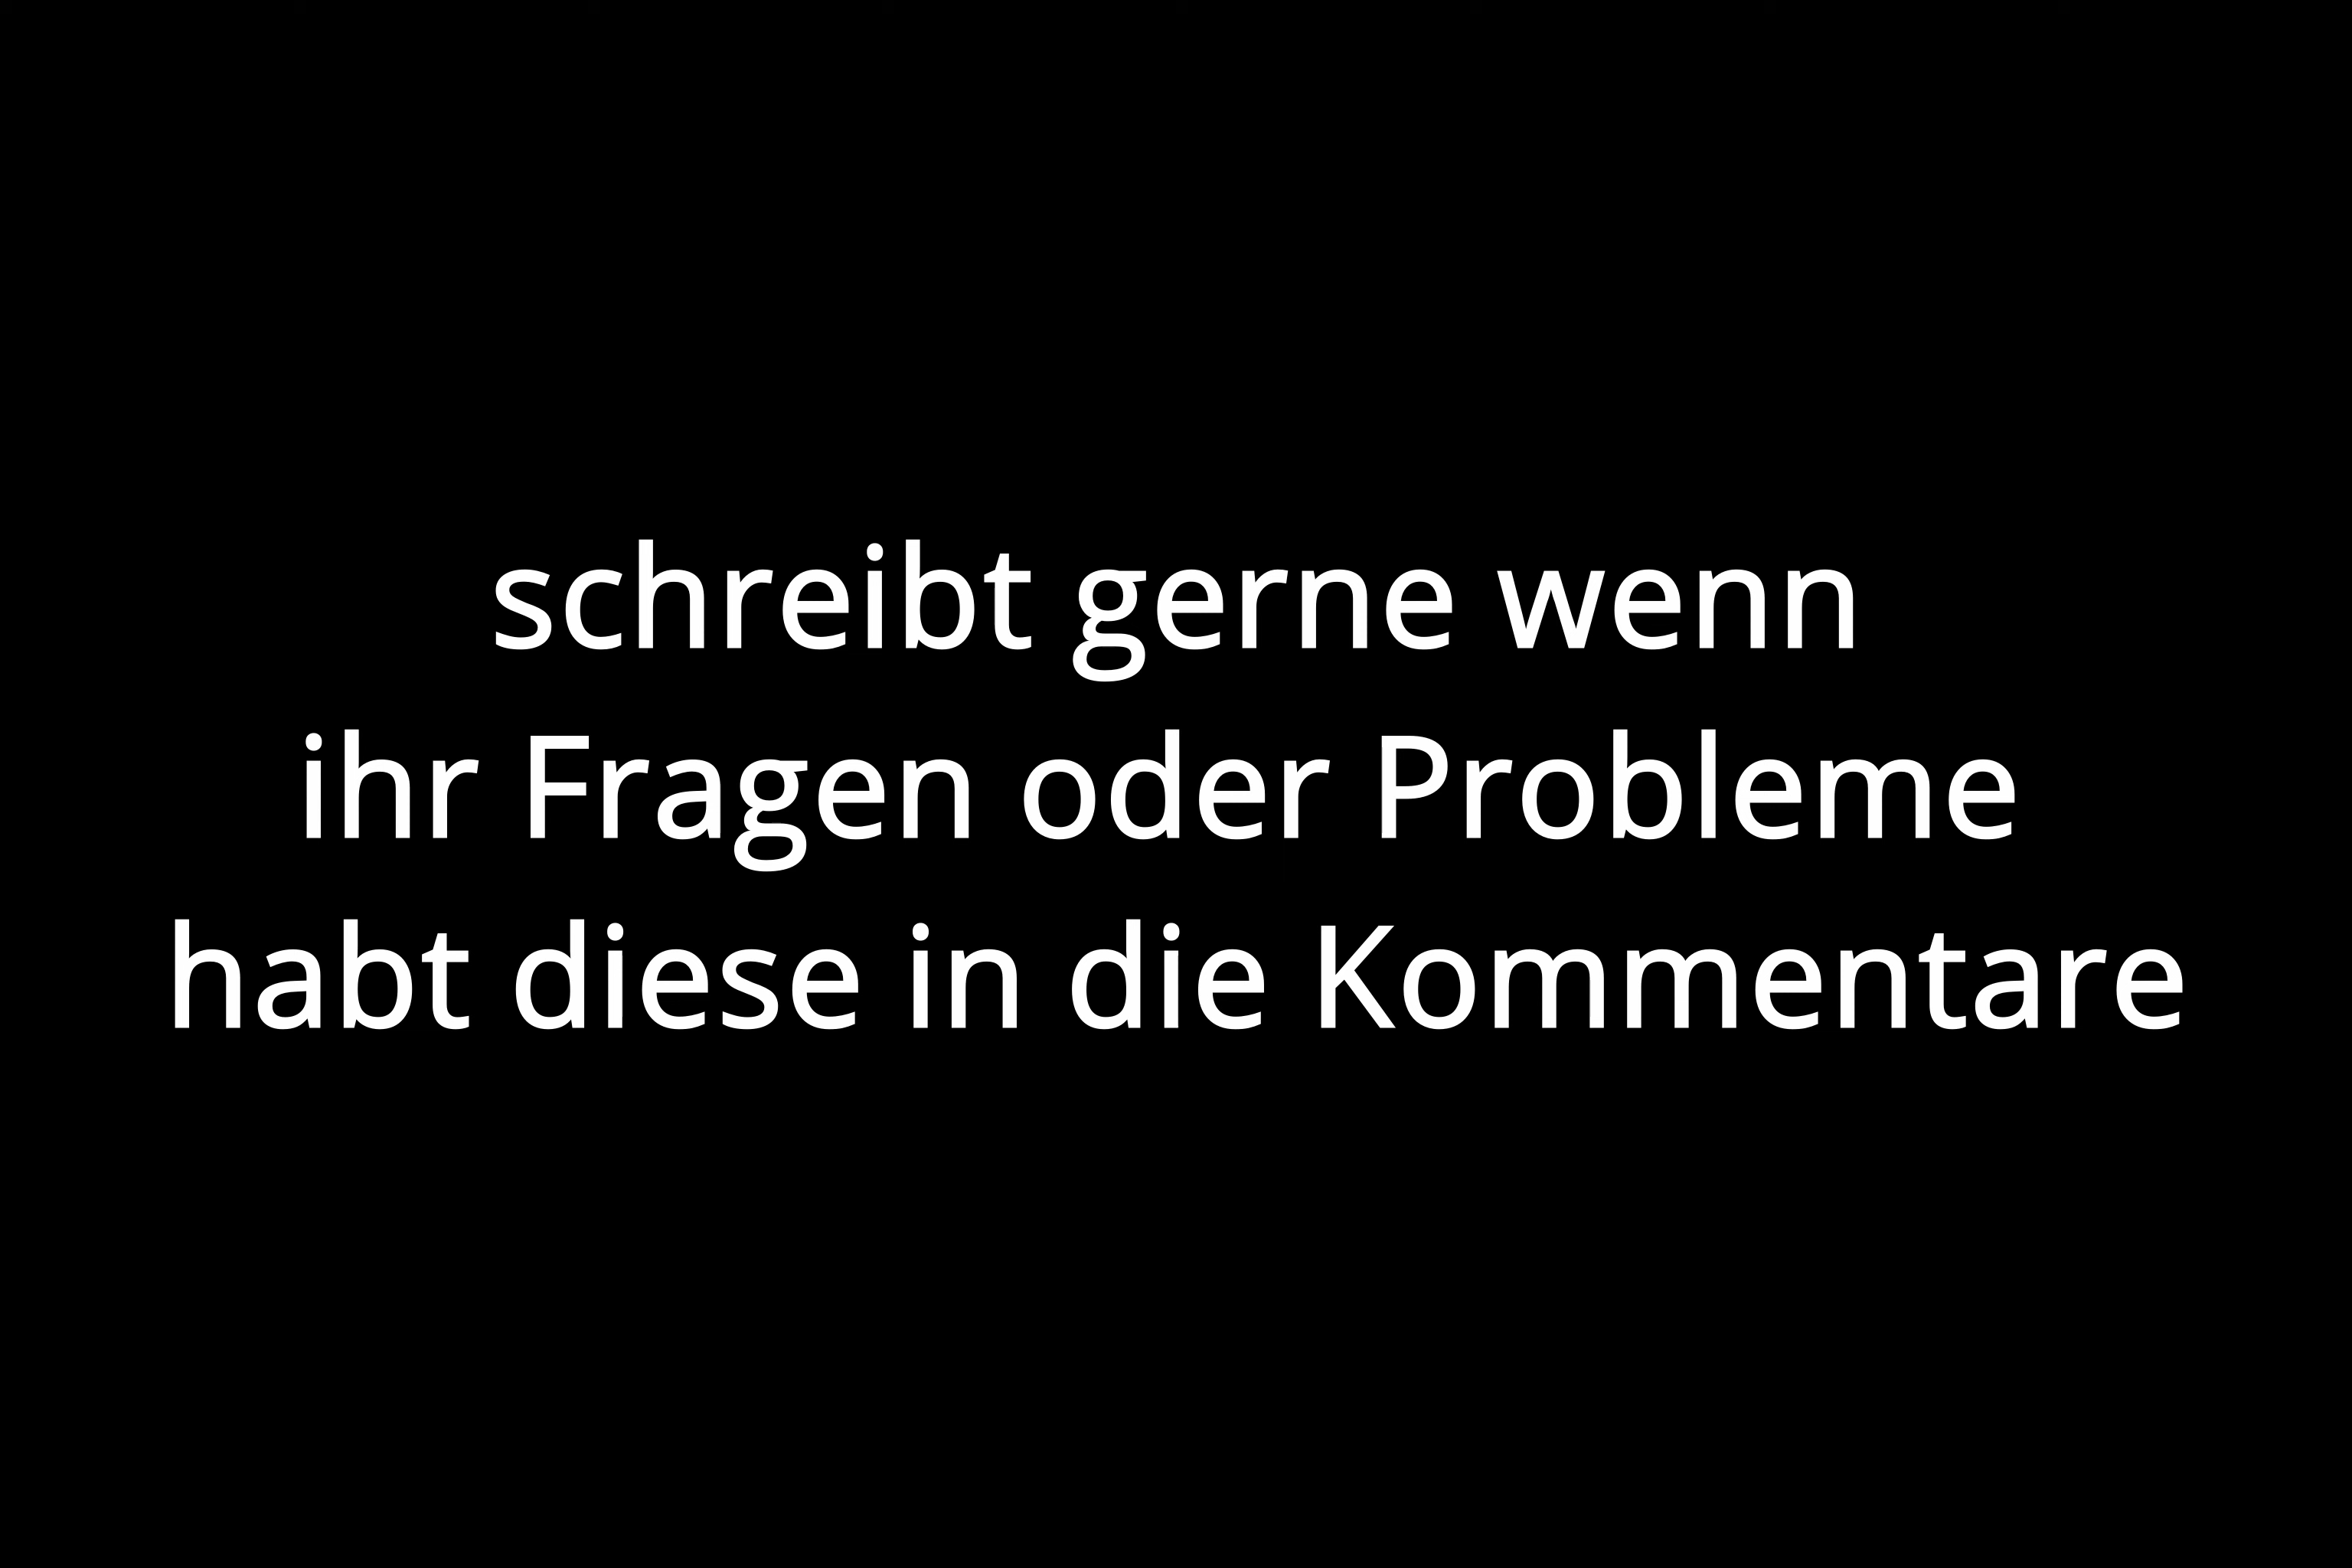 schreibt gerne wenn
ihr Fragen oder Probleme
habt diese in die Kommentare